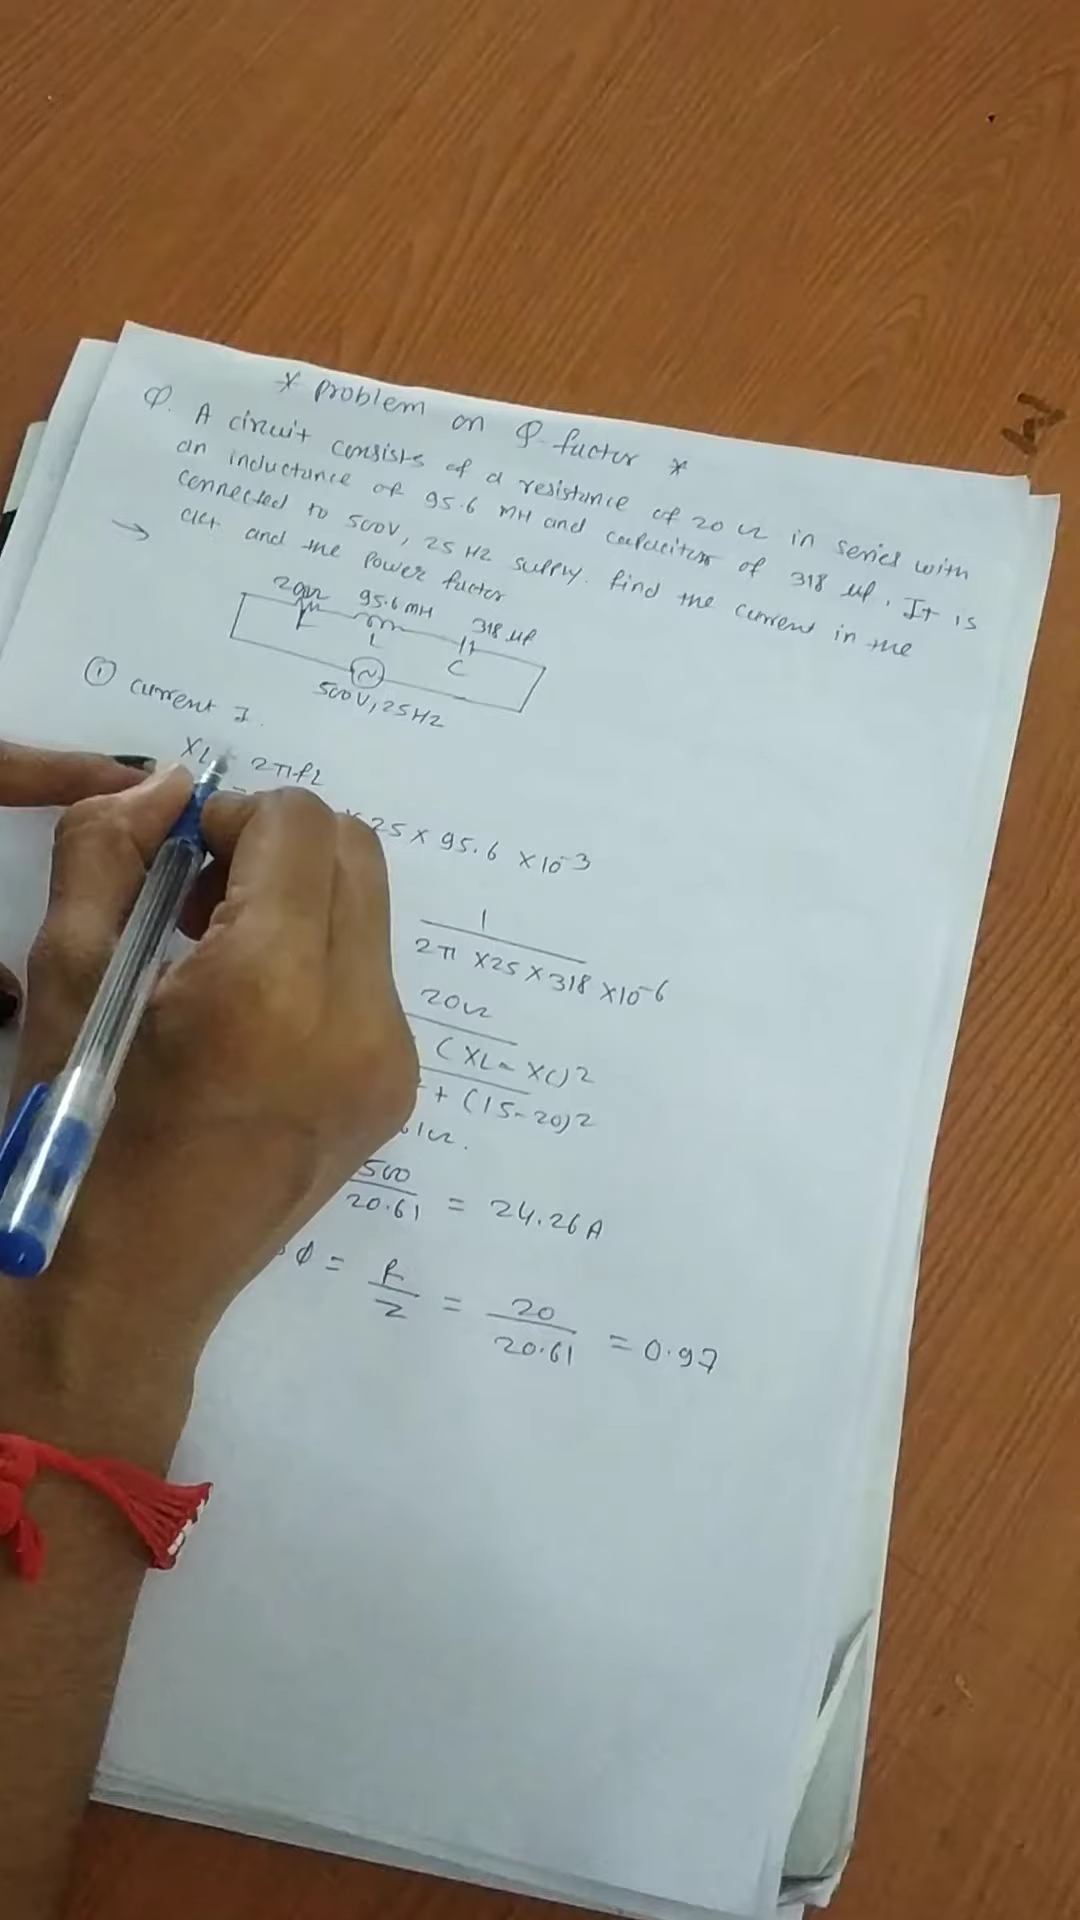 * problem on Q-factor *
Q. A circuit consists of a resistance of 20 Ω in series with
an inductance of 95.6 mH and capacitor of 318 μf. It is
connected to 500V, 25 Hz supply. find the current in the
ckt and the power factor
→
20Ω 95.6 mH 318 μf
L C
500V, 25Hz
① current I.
XL = 2πfL
= × 25 × 95.6 × 10-3
1
2π × 25 × 318 × 10-6
20Ω
(XL - XC)2
+ (15-20)2
61Ω.
500
20.61 = 24.26 A
ϕ = R/Z = 20/20.61 = 0.97